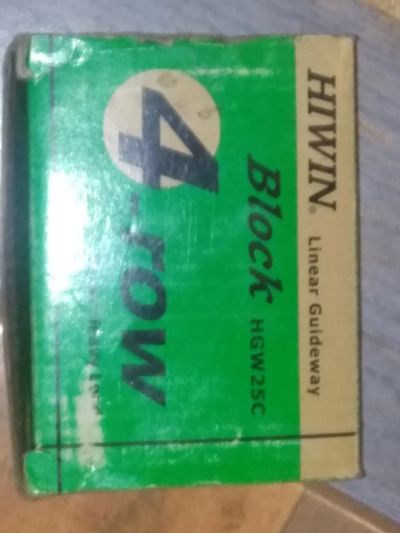 HIWIN® Linear Guideway
Block HGW25C
4-row